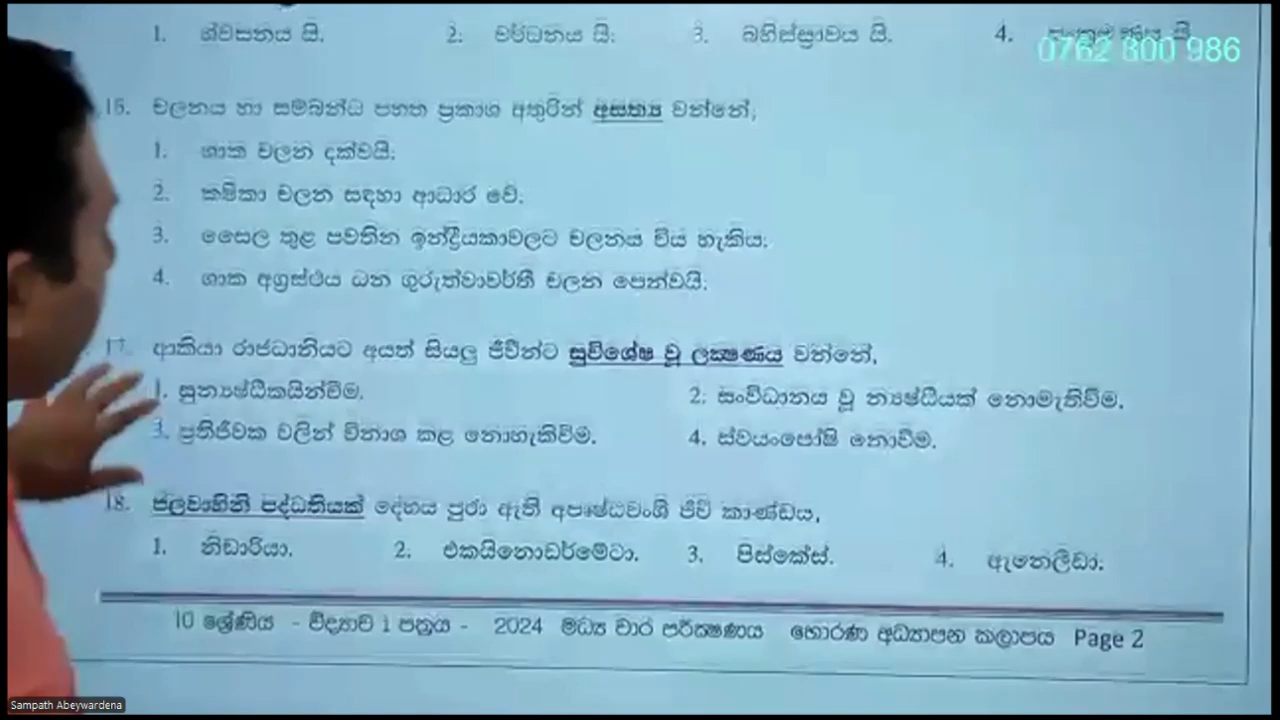 1. ශ්වසනය යි. 2. වර්ධනය යි. 3. බහිස්ස්‍රාවය යි. 4. යි.
0762 800 986
16. චලනය හා සම්බන්ධ පහත ප්‍රකාශ අතුරින් අසත්‍ය වන්නේ,
1. ශාක චලන දක්වයි.
2. කෂිකා චලන සඳහා ආධාර වේ.
3. සෛල තුළ පවතින ඉන්ද්‍රීයකාවලට චලනය විය හැකිය.
4. ශාක අග්‍රස්ථය ධන ගුරුත්වාවර්තී චලන පෙන්වයි.
17. ආකියා රාජධානියට අයත් සියලු ජීවීන්ට සුවිශේෂ වූ ලක්ෂණය වන්නේ,
1. සුන්‍යෂ්ඨිකයින්වීම. 2. සංවිධානය වූ න්‍යෂ්ඨියක් නොමැතිවීම.
3. ප්‍රතිජීවක වලින් විනාශ කළ නොහැකිවීම. 4. ස්වයංපෝෂී නොවීම.
18. ජලවාහිනී පද්ධතියක් දේහය පුරා ඇති අපෘෂ්ඨවංශී ජීවී කාණ්ඩය,
1. නිඩාරියා. 2. එකයිනොඩර්මේටා. 3. පිස්කේස්. 4. ඇනෙලීඩා.
10 ශ්‍රේණිය - විද්‍යාව 1 පත්‍රය - 2024 මධ්‍ය වාර පරීක්ෂණය හොරණ අධ්‍යාපන කලාපය Page 2
Sampath Abeywardena